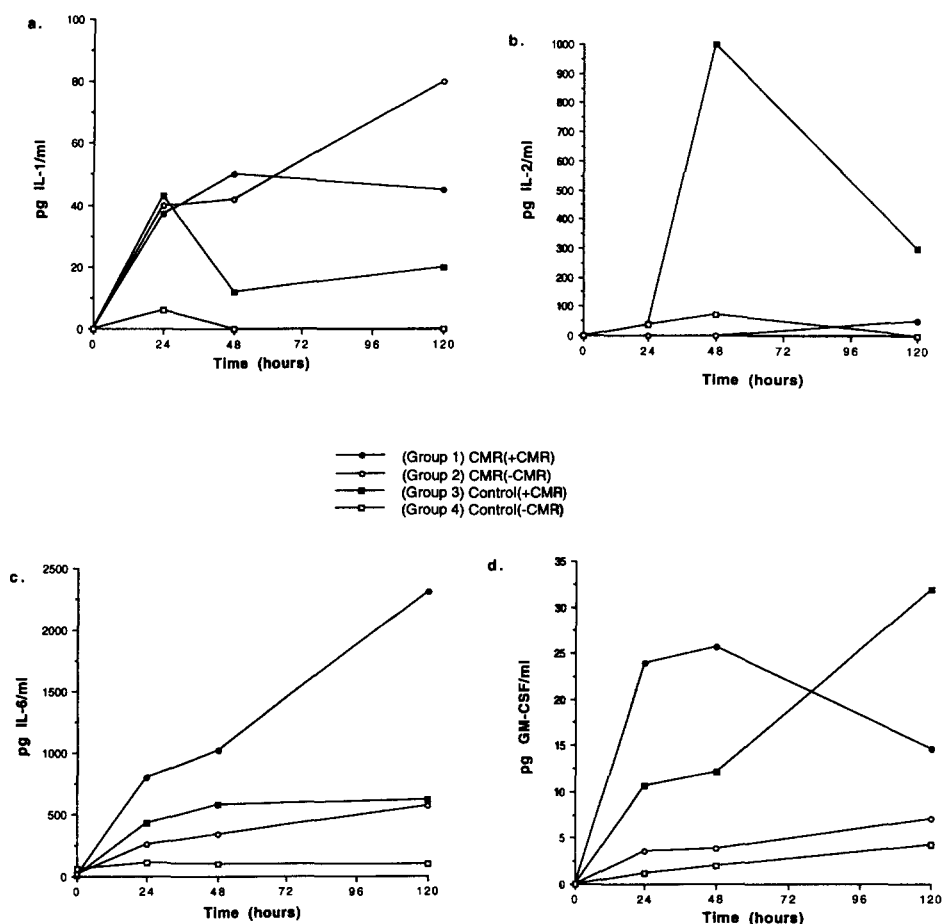 a.
100
80
60
40
20
0
pg IL-1/ml
0 24 48 72 96 120
Time (hours)
b.
1000
900
800
700
600
500
400
300
200
100
0
pg IL-2/ml
0 24 48 72 96 120
Time (hours)
(Group 1) CMR(+CMR)
(Group 2) CMR(-CMR)
(Group 3) Control(+CMR)
(Group 4) Control(-CMR)
c.
2500
2000
1500
1000
500
0
pg IL-6/ml
0 24 48 72 96 120
Time (hours)
d.
35
30
25
20
15
10
5
0
pg GM-CSF/ml
0 24 48 72 96 120
Time (hours)